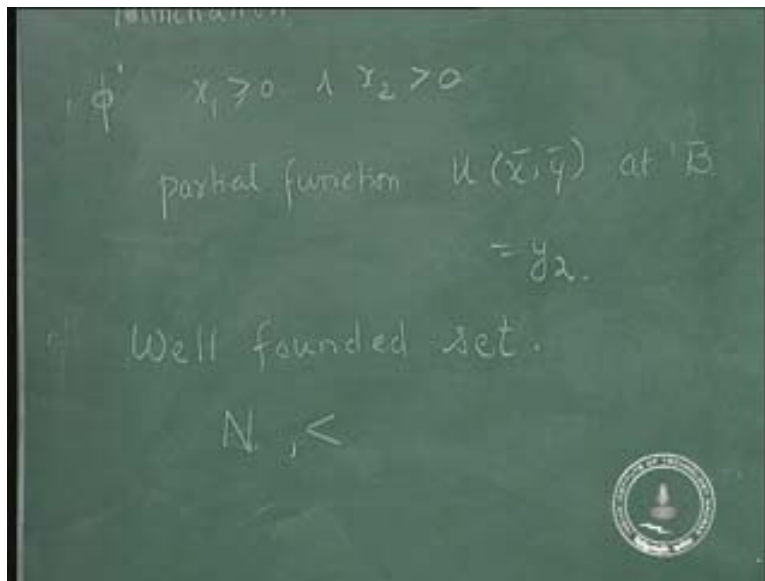 φ' x₁ ≥ 0 ∧ x₂ > 0
partial function u(x̄, ȳ) at B
= y₂.
Well founded set.
N, <